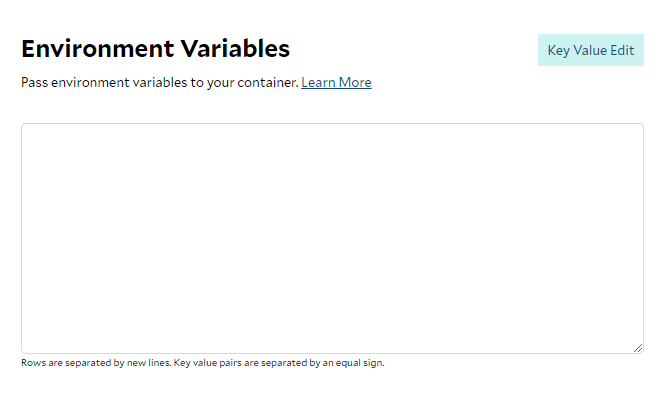 Environment Variables
Key Value Edit
Pass environment variables to your container. Learn More
Rows are separated by new lines. Key value pairs are separated by an equal sign.